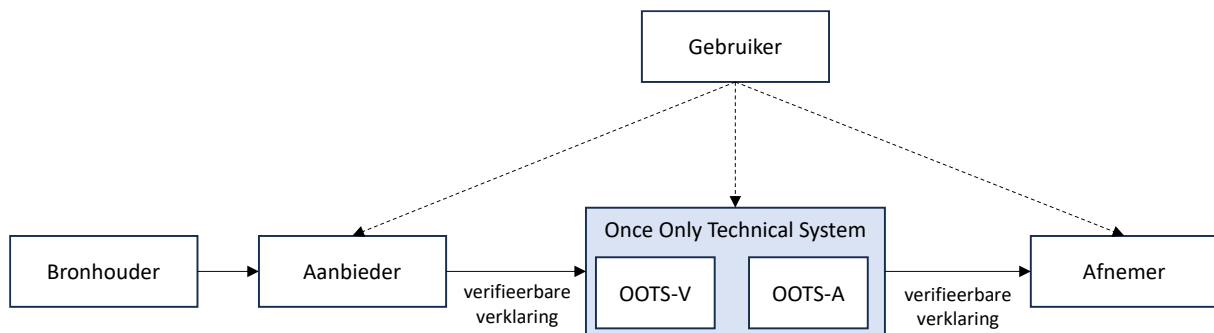 Gebruiker
Once Only Technical System
Bronhouder
Aanbieder
OOTS-V
OOTS-A
Afnemer
verifieerbare
verklaring
verifieerbare
verklaring